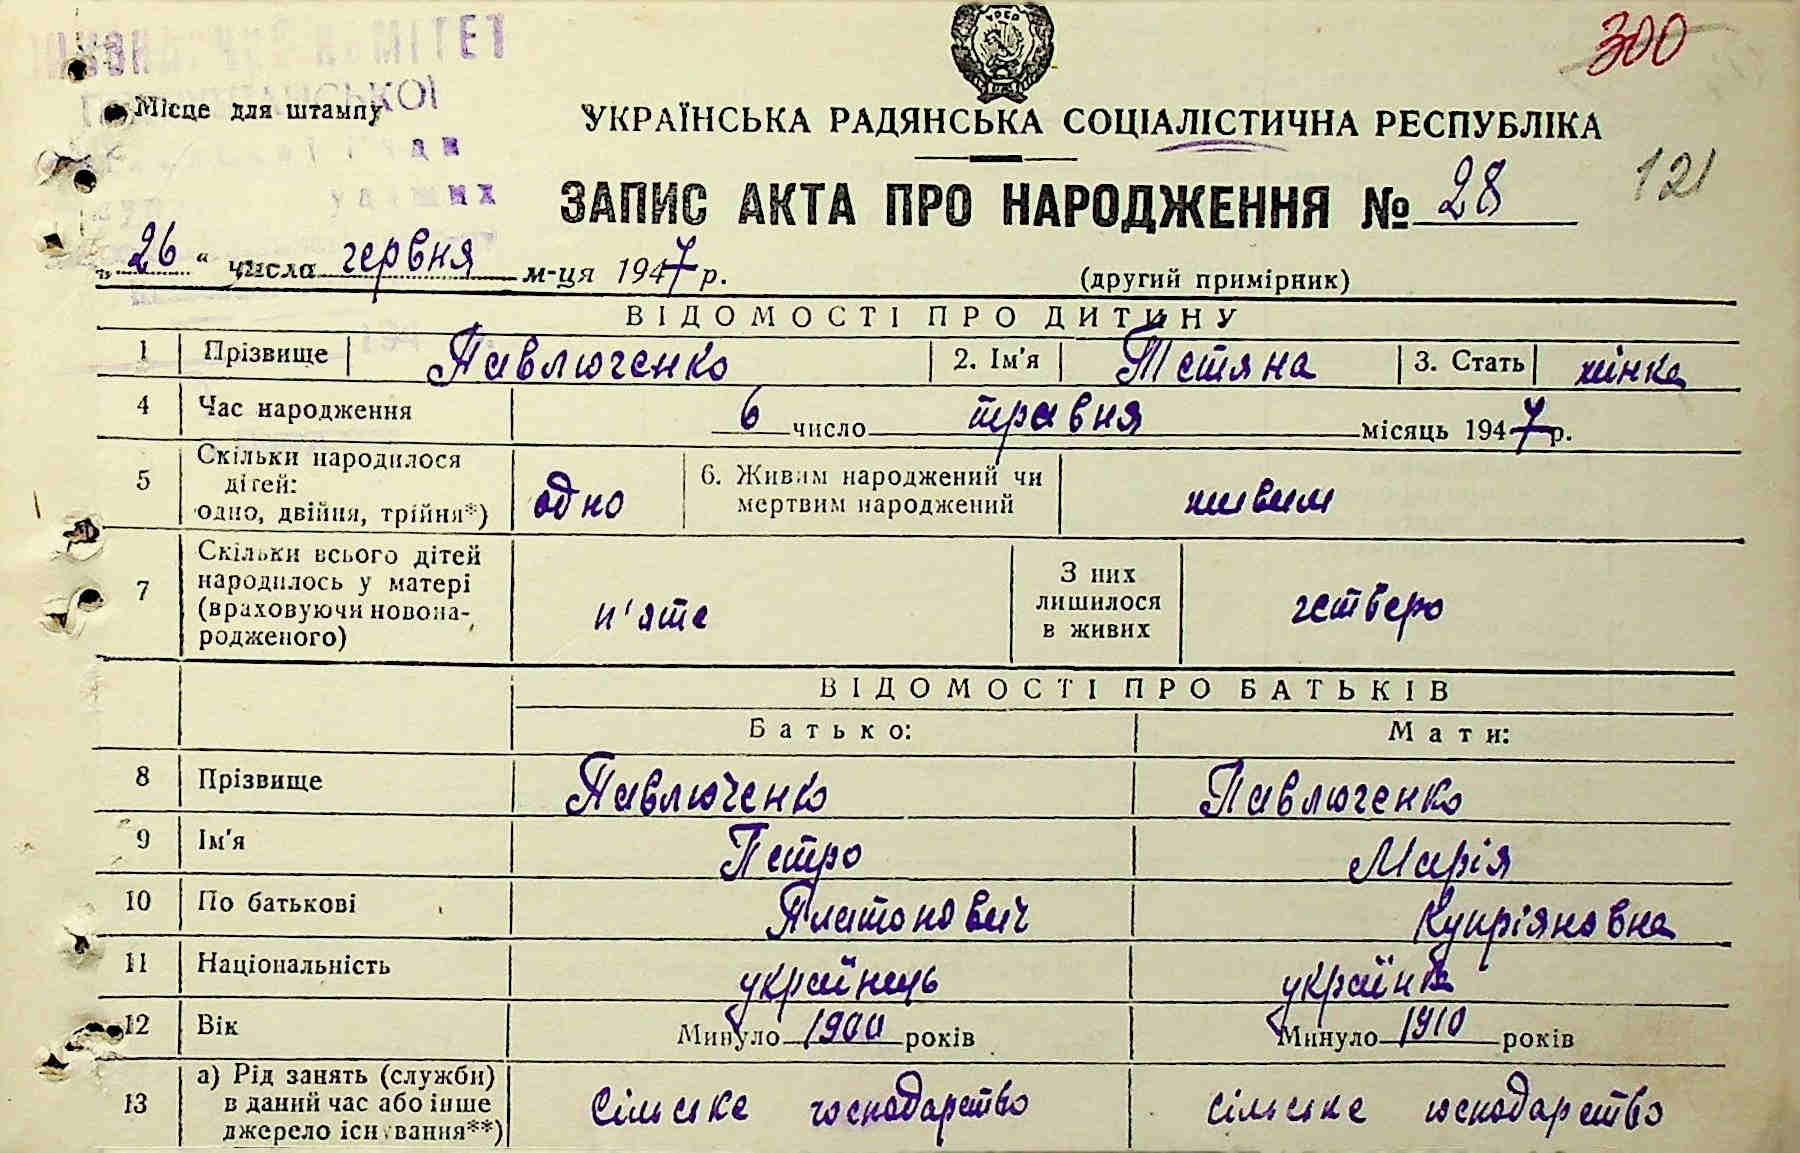 УРСР
300
КОМІТЕТ
Місце для штампу
УКРАЇНСЬКА РАДЯНСЬКА СОЦІАЛІСТИЧНА РЕСПУБЛІКА
121
ЗАПИС АКТА ПРО НАРОДЖЕННЯ № 28
„26“ числа червня м-ця 1947 р.
(другий примірник)
ВІДОМОСТІ ПРО ДИТИНУ
1 Прізвище Павлюченко 2. Ім'я Тетяна 3. Стать жінка
4 Час народження 6 число травня місяць 1947 р.
5 Скільки народилося дітей: одно, двійня, трійня*) одно 6. Живим народжений чи мертвим народжений живим
7 Скільки всього дітей народилось у матері (враховуючи новонародженого) п'яте З них лишилося в живих четверо
ВІДОМОСТІ ПРО БАТЬКІВ
Батько: Мати:
8 Прізвище Павлюченко Павлюченко
9 Ім'я Петро Марія
10 По батькові Платонович Купріяновна
11 Національність українець українка
12 Вік Минуло 1900 років Минуло 1910 років
13 а) Рід занять (служби) в даний час або інше джерело існування**) сільське господарство сільське господарство